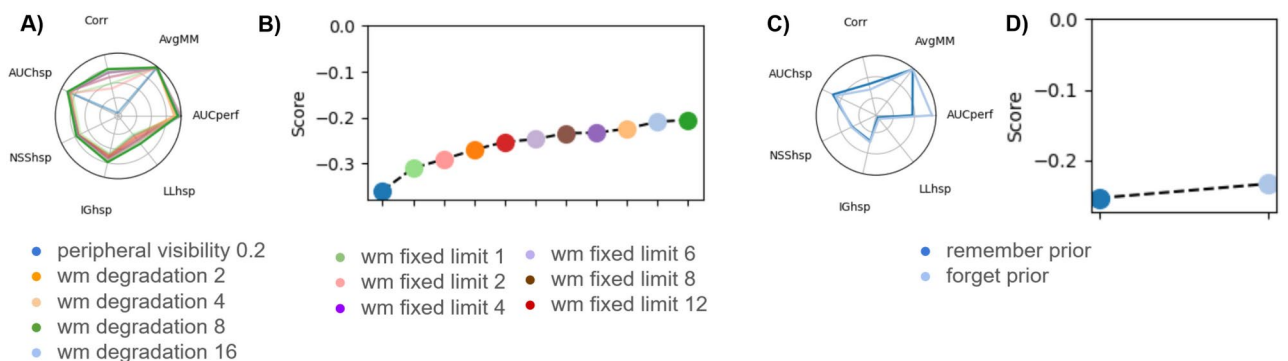 A)
Corr
AvgMM
AUChsp
AUCperf
NSShsp
LLhsp
IGhsp
B)
0.0
−0.1
−0.2
−0.3
Score
C)
Corr
AvgMM
AUChsp
AUCperf
NSShsp
LLhsp
IGhsp
D)
0.0
−0.1
−0.2
Score
peripheral visibility 0.2
wm degradation 2
wm degradation 4
wm degradation 8
wm degradation 16
wm fixed limit 1
wm fixed limit 2
wm fixed limit 4
wm fixed limit 6
wm fixed limit 8
wm fixed limit 12
remember prior
forget prior